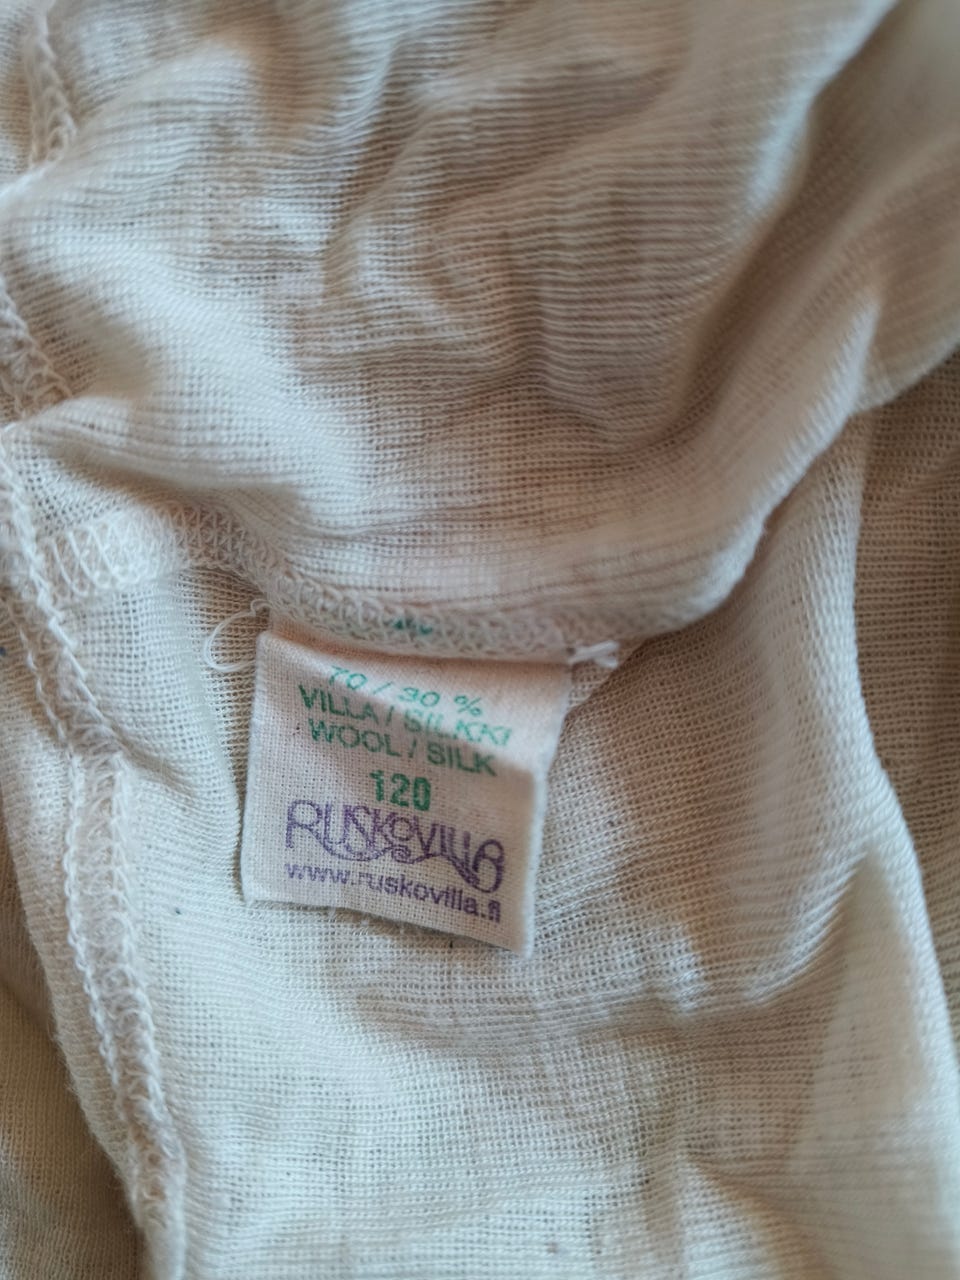 70 / 30 %
VILLA / SILKKI
WOOL / SILK
120
RUSKOVILLA
www.ruskovilla.fi